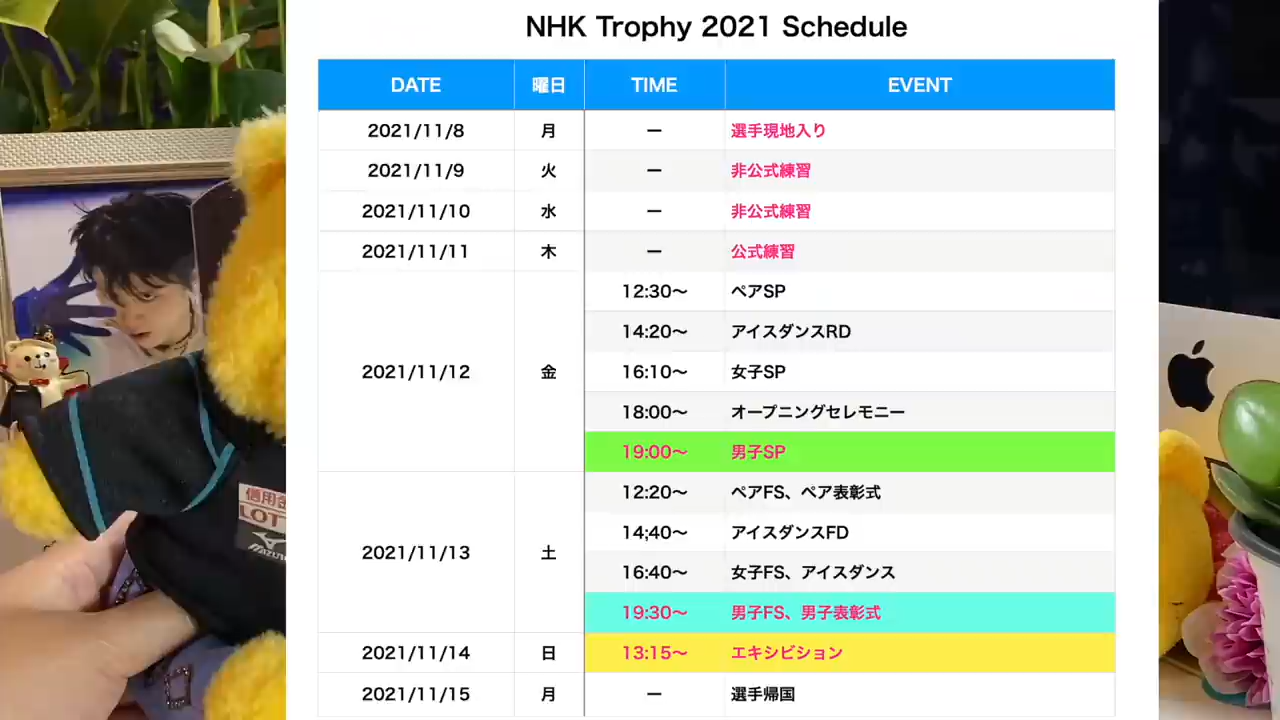 NHK Trophy 2021 Schedule
DATE 曜日 TIME EVENT
2021/11/8 月 ー 選手現地入り
2021/11/9 火 ー 非公式練習
2021/11/10 水 ー 非公式練習
2021/11/11 木 ー 公式練習
12:30〜 ペアSP
14:20〜 アイスダンスRD
2021/11/12 金 16:10〜 女子SP
18:00〜 オープニングセレモニー
19:00〜 男子SP
12:20〜 ペアFS、ペア表彰式
14;40〜 アイスダンスFD
2021/11/13 土
16:40〜 女子FS、アイスダンス
19:30〜 男子FS、男子表彰式
2021/11/14 日 13:15〜 エキシビション
2021/11/15 月 ー 選手帰国
信用金
LOT
MIZUNO